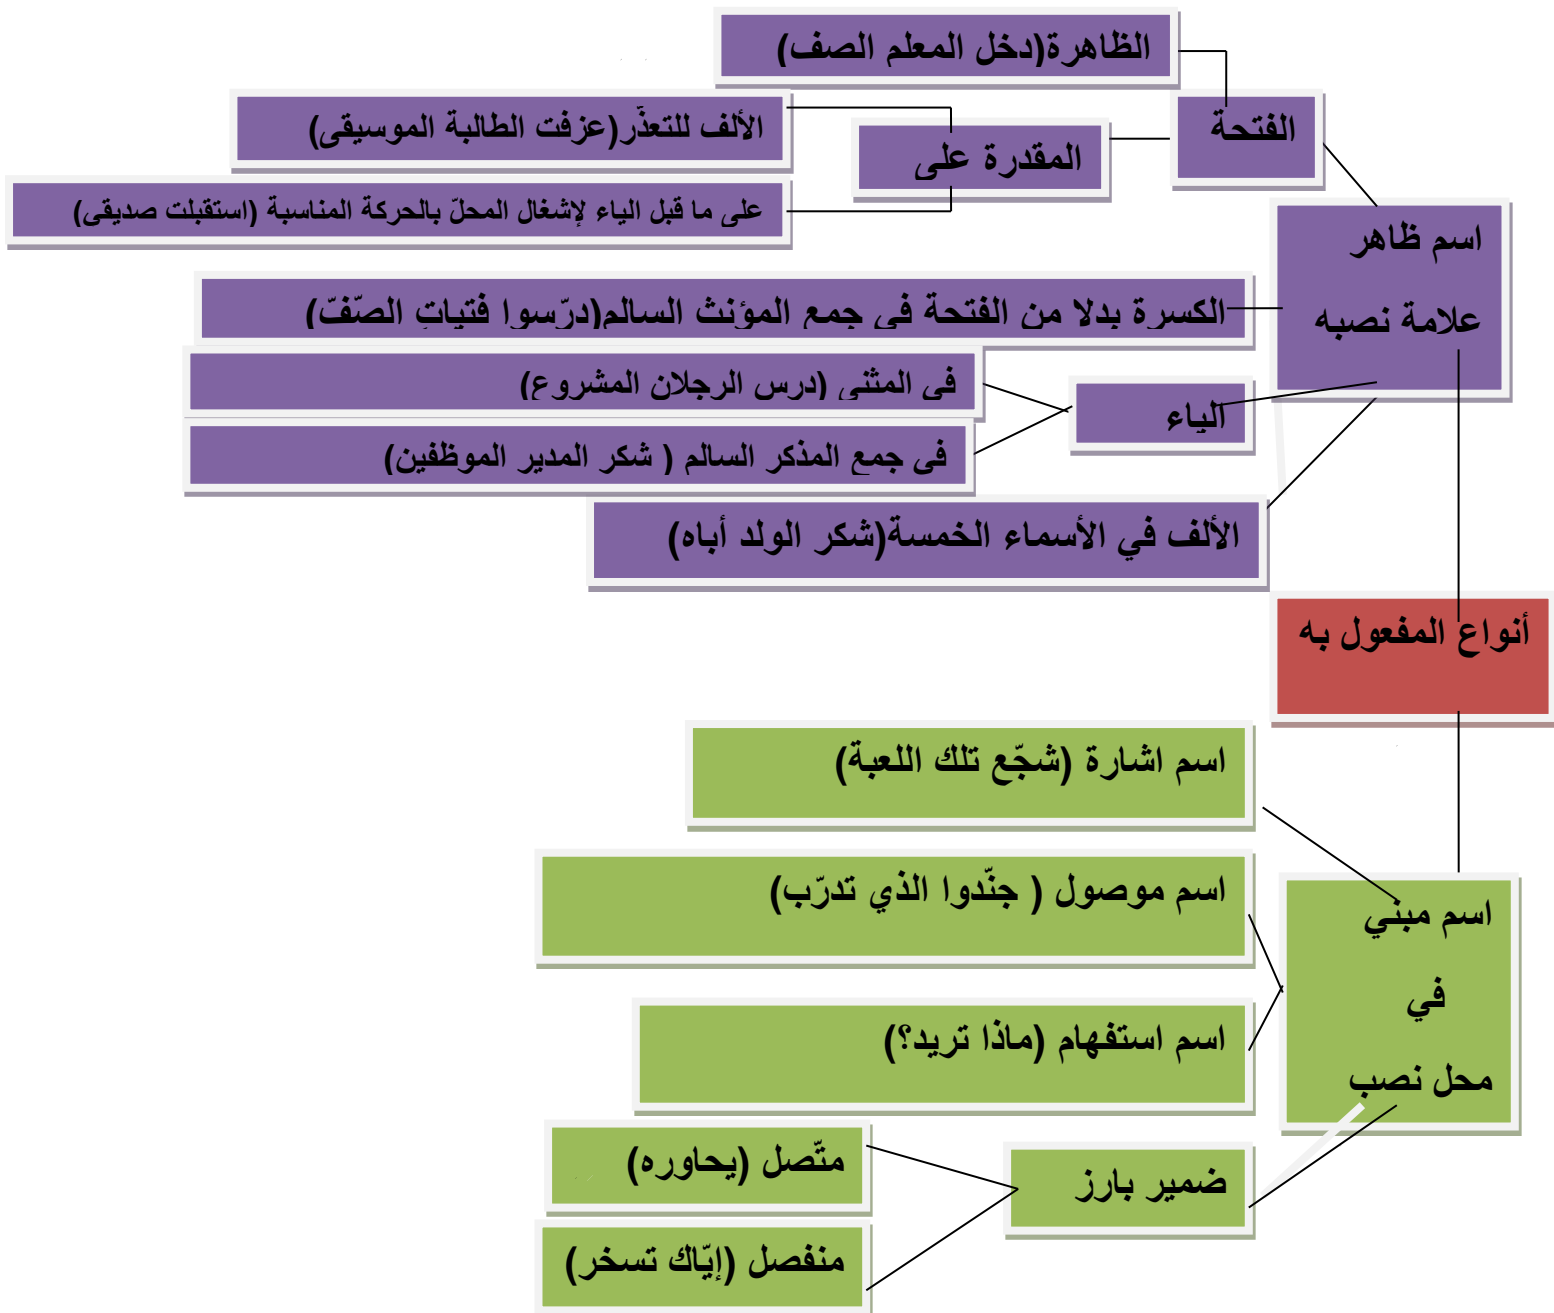 الظاهرة(دخل المعلم الصف)
الفتحة
الألف للتعذّر(عزفت الطالبة الموسيقى)
المقدرة على
على ما قبل الياء لإشغال المحلّ بالحركة المناسبة (استقبلت صديقي)
اسم ظاهر
علامة نصبه
الكسرة بدلا من الفتحة في جمع المؤنث السالم(درّسوا فتياتِ الصّفّ)
في المثنى (درس الرجلان المشروع)
الياء
في جمع المذكر السالم ( شكر المدير الموظفين)
الألف في الأسماء الخمسة(شكر الولد أباه)
أنواع المفعول به
اسم اشارة (شجّع تلك اللعبة)
اسم موصول ( جنّدوا الذي تدرّب)
اسم مبني
في
محل نصب
اسم استفهام (ماذا تريد؟)
متّصل (يحاوره)
ضمير بارز
منفصل (إيّاك تسخر)